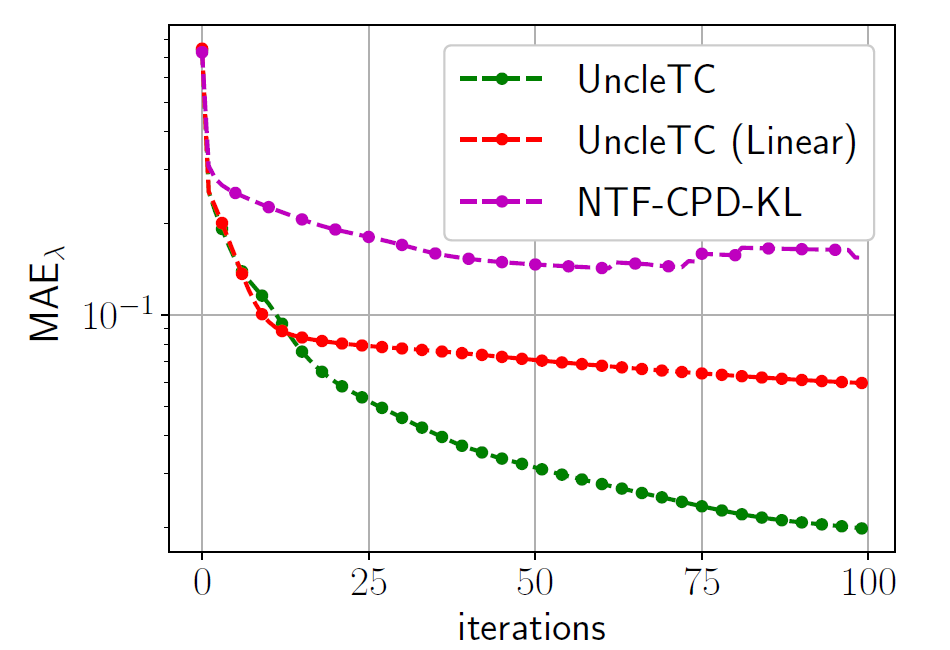 UncleTC
UncleTC (Linear)
NTF-CPD-KL
MAE_λ
10⁻¹
0 25 50 75 100
iterations